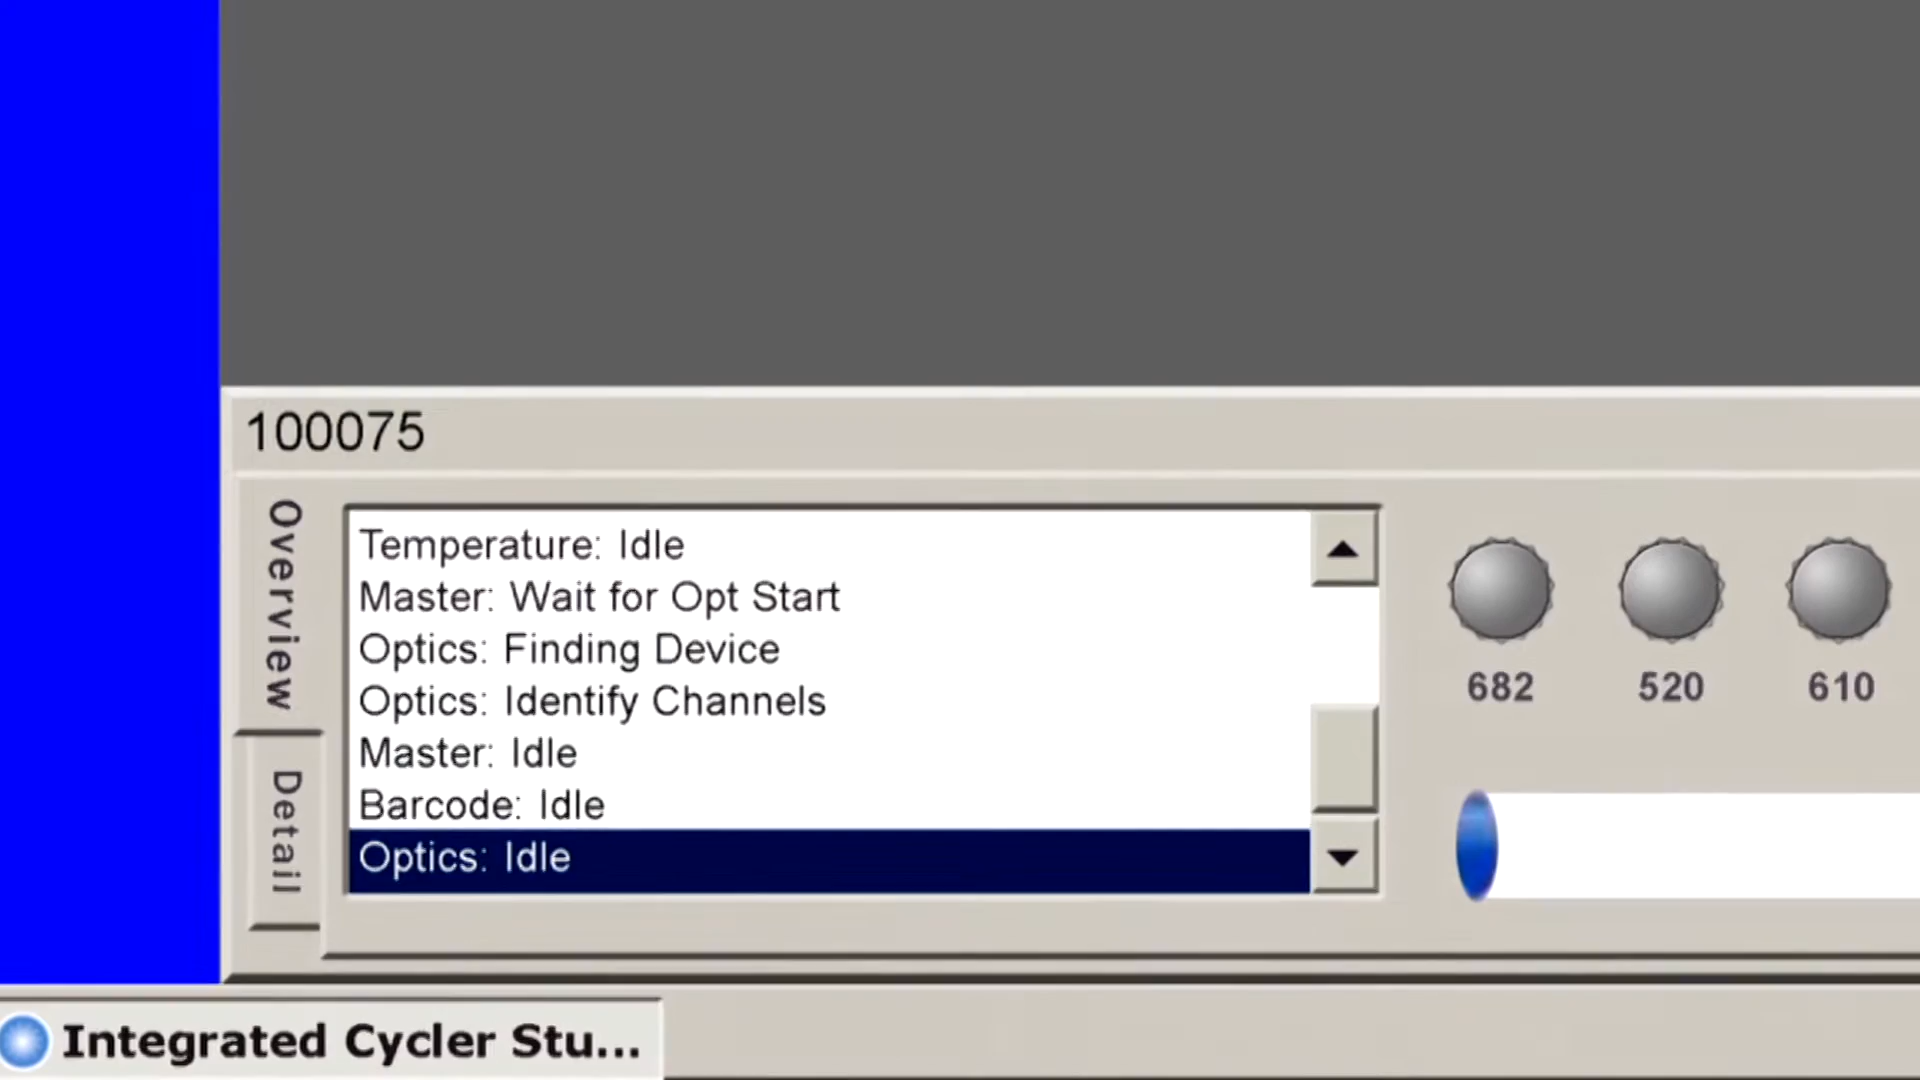 100075
Overview
Detail
Temperature: Idle
Master: Wait for Opt Start
Optics: Finding Device
Optics: Identify Channels
Master: Idle
Barcode: Idle
Optics: Idle
682
520
610
Integrated Cycler Stu...